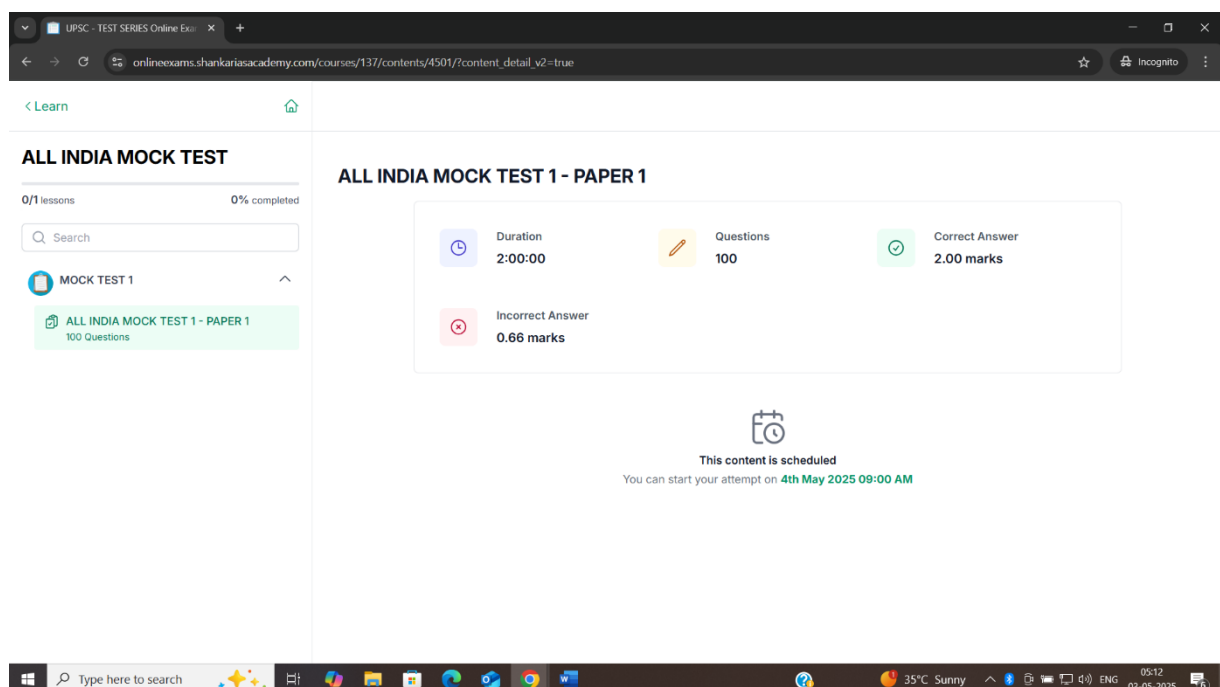 UPSC - TEST SERIES Online Exar
onlineexams.shankariasacademy.com/courses/137/contents/4501/?content_detail_v2=true
Incognito
Learn
ALL INDIA MOCK TEST
0/1 lessons 0% completed
Search
MOCK TEST 1
ALL INDIA MOCK TEST 1 - PAPER 1
100 Questions
ALL INDIA MOCK TEST 1 - PAPER 1
Duration
2:00:00
Questions
100
Correct Answer
2.00 marks
Incorrect Answer
0.66 marks
This content is scheduled
You can start your attempt on 4th May 2025 09:00 AM
Type here to search
35°C Sunny
ENG
05:12